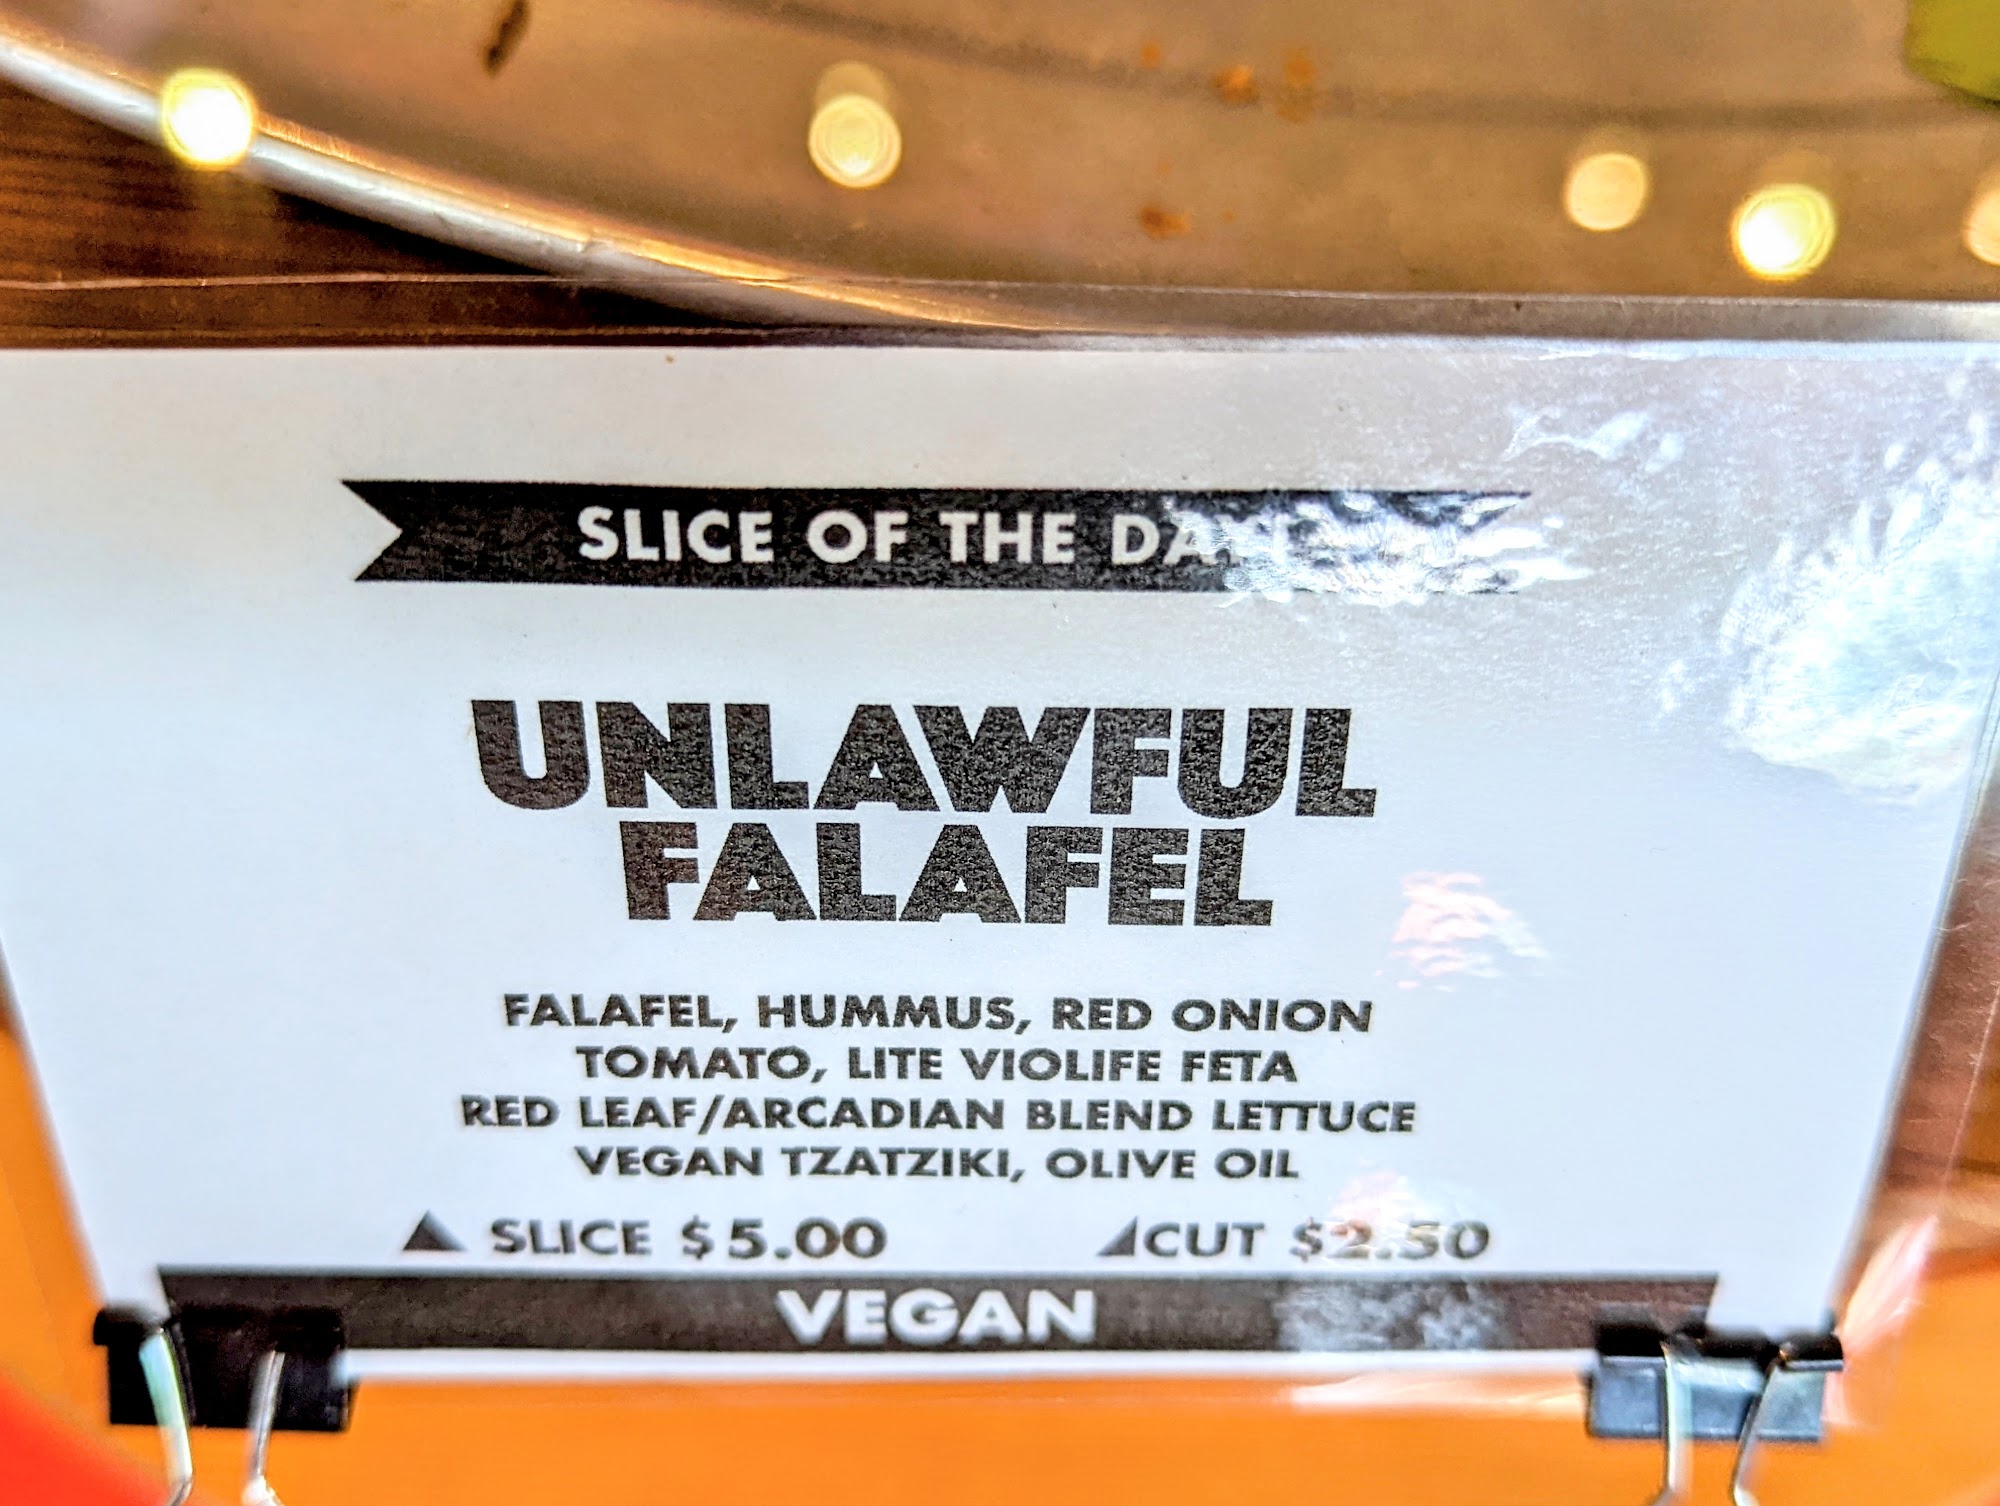 SLICE OF THE DAY
UNLAWFUL
FALAFEL
FALAFEL, HUMMUS, RED ONION
TOMATO, LITE VIOLIFE FETA
RED LEAF/ARCADIAN BLEND LETTUCE
VEGAN TZATZIKI, OLIVE OIL
SLICE $5.00 CUT $2.50
VEGAN